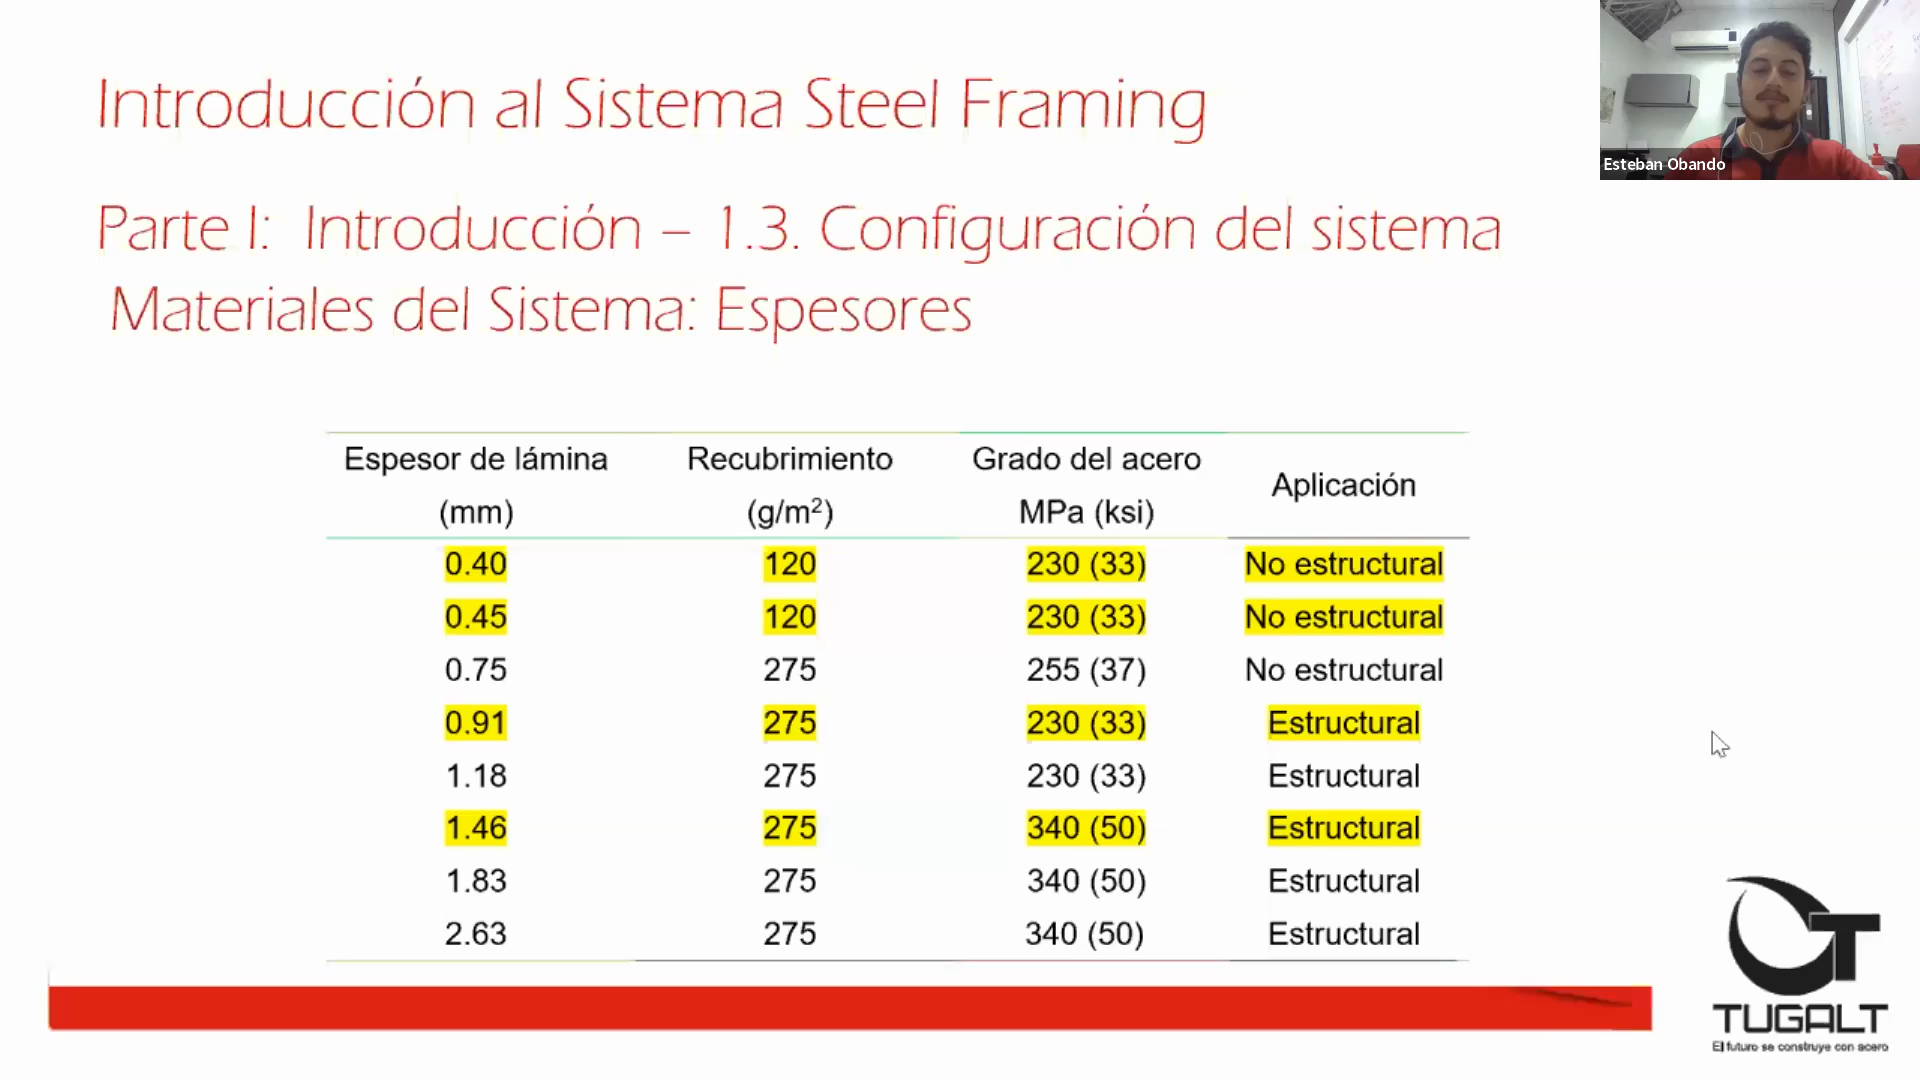 Introducción al Sistema Steel Framing
Esteban Obando
Parte I: Introducción – 1.3. Configuración del sistema
Materiales del Sistema: Espesores
Espesor de lámina Recubrimiento Grado del acero Aplicación
(mm) (g/m²) MPa (ksi)
0.40 120 230 (33) No estructural
0.45 120 230 (33) No estructural
0.75 275 255 (37) No estructural
0.91 275 230 (33) Estructural
1.18 275 230 (33) Estructural
1.46 275 340 (50) Estructural
1.83 275 340 (50) Estructural
2.63 275 340 (50) Estructural
TUGALT
El futuro se construye con acero